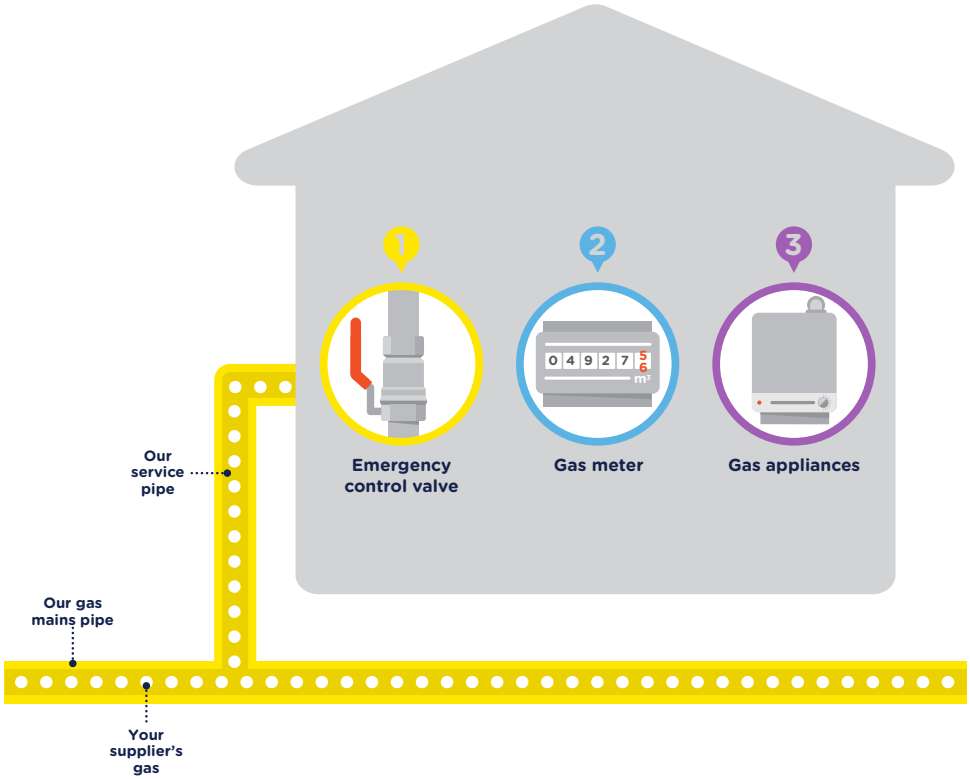 1
2
3
0 4 9 2 7 5
6
m³
Emergency
control valve
Gas meter
Gas appliances
Our
service
pipe
Our gas
mains pipe
Your
supplier's
gas